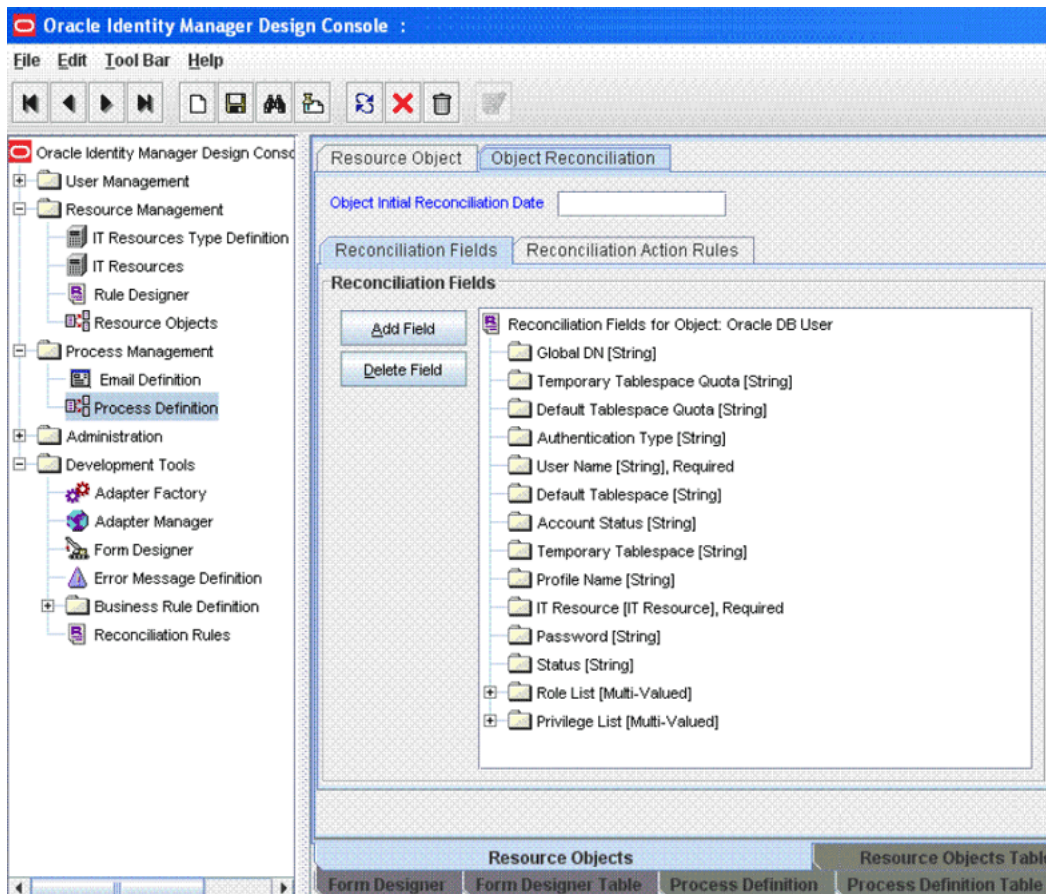 Oracle Identity Manager Design Console :
File Edit Tool Bar Help
Oracle Identity Manager Design Conso
User Management
Resource Management
IT Resources Type Definition
IT Resources
Rule Designer
Resource Objects
Process Management
Email Definition
Process Definition
Administration
Development Tools
Adapter Factory
Adapter Manager
Form Designer
Error Message Definition
Business Rule Definition
Reconciliation Rules
Resource Object Object Reconciliation
Object Initial Reconciliation Date
Reconciliation Fields Reconciliation Action Rules
Reconciliation Fields
Add Field
Delete Field
Reconciliation Fields for Object: Oracle DB User
Global DN [String]
Temporary Tablespace Quota [String]
Default Tablespace Quota [String]
Authentication Type [String]
User Name [String], Required
Default Tablespace [String]
Account Status [String]
Temporary Tablespace [String]
Profile Name [String]
IT Resource [IT Resource], Required
Password [String]
Status [String]
Role List [Multi-Valued]
Privilege List [Multi-Valued]
Resource Objects Resource Objects Tabl
Form Designer Form Designer Table Process Definition Process Definition Table